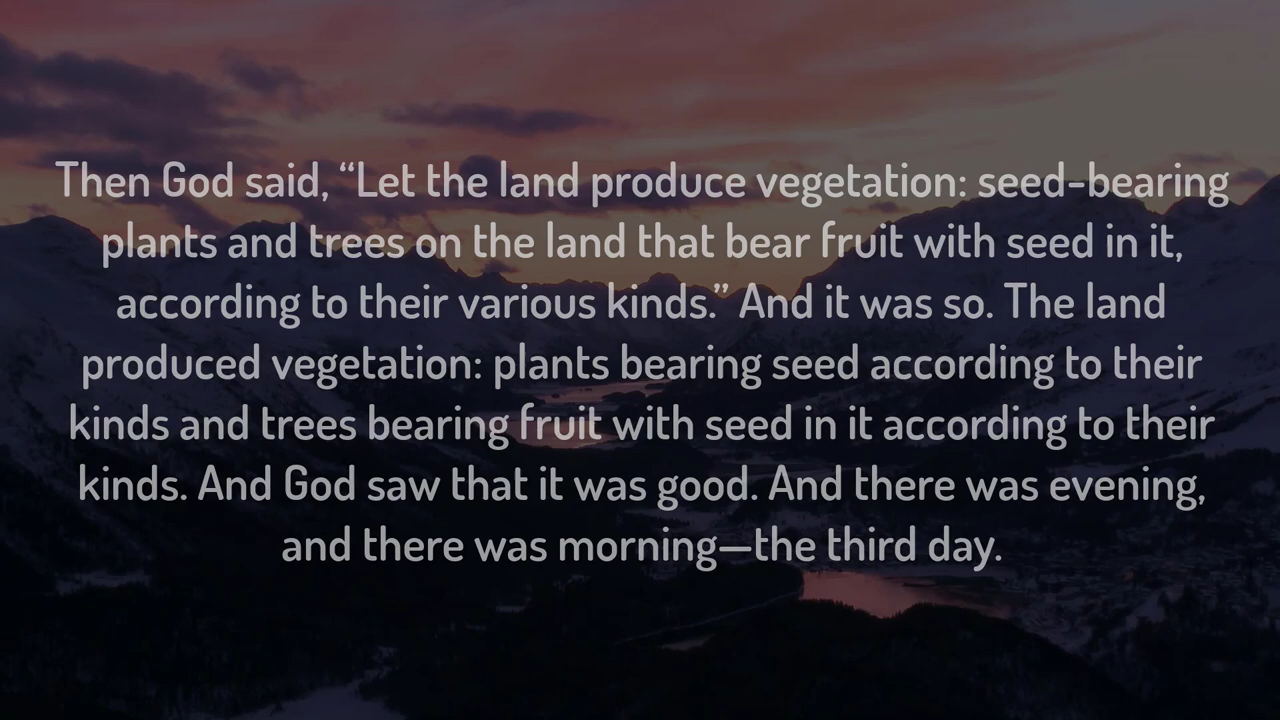 Then God said, “Let the land produce vegetation: seed-bearing
plants and trees on the land that bear fruit with seed in it,
according to their various kinds.” And it was so. The land
produced vegetation: plants bearing seed according to their
kinds and trees bearing fruit with seed in it according to their
kinds. And God saw that it was good. And there was evening,
and there was morning—the third day.